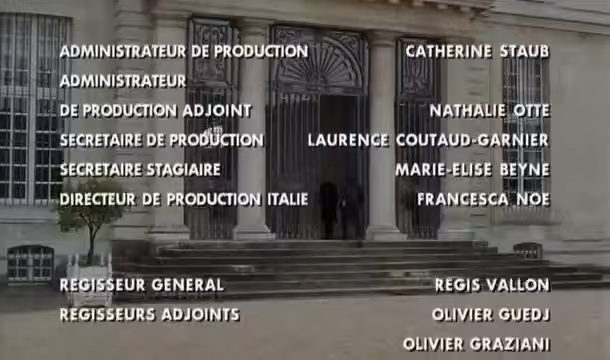 ADMINISTRATEUR DE PRODUCTION CATHERINE STAUB
ADMINISTRATEUR
DE PRODUCTION ADJOINT NATHALIE OTTE
SECRETAIRE DE PRODUCTION LAURENCE COUTAUD-GARNIER
SECRETAIRE STAGIAIRE MARIE-ELISE BEYNE
DIRECTEUR DE PRODUCTION ITALIE FRANCESCA NOE
REGISSEUR GENERAL REGIS VALLON
REGISSEURS ADJOINTS OLIVIER GUEDJ
OLIVIER GRAZIANI